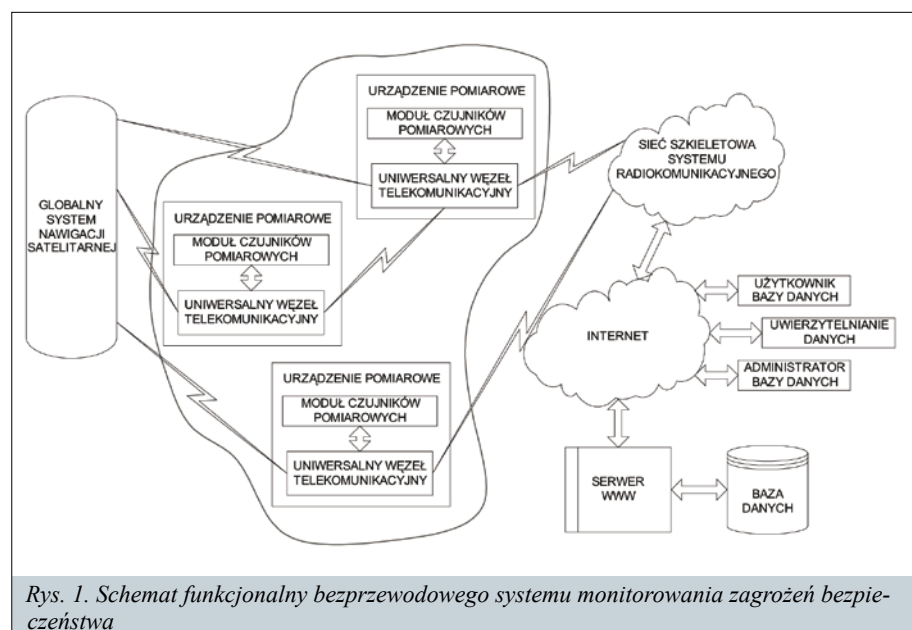 GLOBALNY
SYSTEM
NAWIGACJI
SATELITARNEJ
URZĄDZENIE POMIAROWE
MODUŁ CZUJNIKÓW
POMIAROWYCH
UNIWERSALNY WĘZEŁ
TELEKOMUNIKACYJNY
URZĄDZENIE POMIAROWE
MODUŁ CZUJNIKÓW
POMIAROWYCH
UNIWERSALNY WĘZEŁ
TELEKOMUNIKACYJNY
URZĄDZENIE POMIAROWE
MODUŁ CZUJNIKÓW
POMIAROWYCH
UNIWERSALNY WĘZEŁ
TELEKOMUNIKACYJNY
SIEĆ SZKIELETOWA
SYSTEMU
RADIOKOMUNIKACYJNEGO
INTERNET
UŻYTKOWNIK
BAZY DANYCH
UWIERZYTELNIANIE
DANYCH
ADMINISTRATOR
BAZY DANYCH
SERWER
WWW
BAZA
DANYCH
Rys. 1. Schemat funkcjonalny bezprzewodowego systemu monitorowania zagrożeń bezpie-
czeństwa